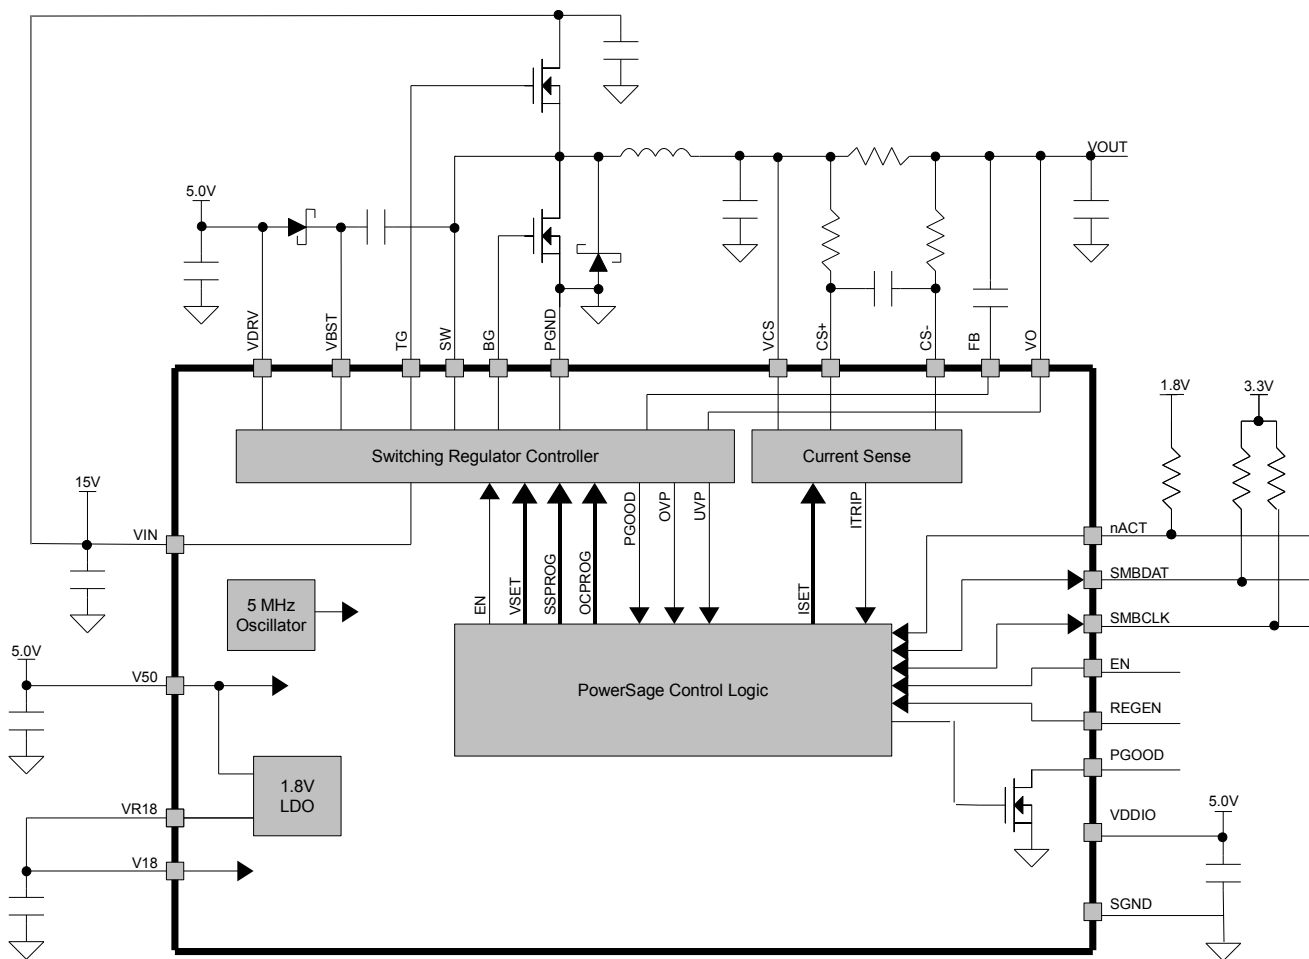 VOUT
5.0V
VDRV
VBST
TG
SW
BG
PGND
VCS
CS+
CS-
FB
VO
1.8V
3.3V
Switching Regulator Controller
Current Sense
15V
VIN
EN
VSET
SSPROG
OCPROG
PGOOD
OVP
UVP
ISET
ITRIP
nACT
SMBDAT
SMBCLK
EN
REGEN
PGOOD
VDDIO
5.0V
SGND
5 MHz
Oscillator
5.0V
V50
PowerSage Control Logic
1.8V
LDO
VR18
V18